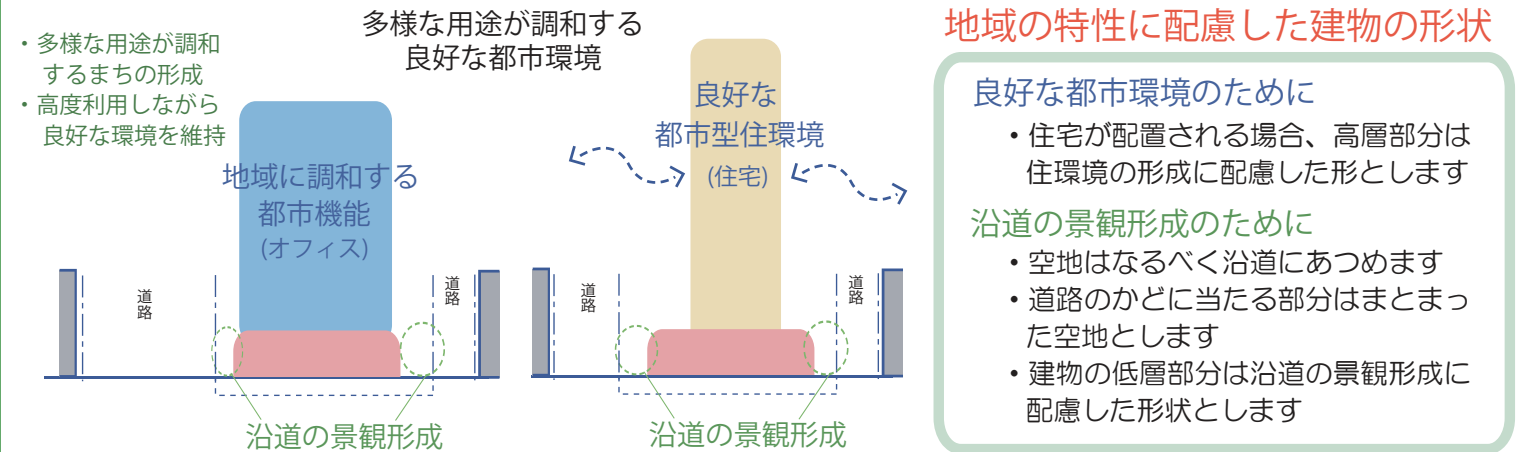 ・多様な用途が調和
するまちの形成
・高度利用しながら
良好な環境を維持
多様な用途が調和する
良好な都市環境
地域に調和する
都市機能
(オフィス)
道路
道路
沿道の景観形成
良好な
都市型住環境
(住宅)
道路
道路
沿道の景観形成
地域の特性に配慮した建物の形状
良好な都市環境のために
・住宅が配置される場合、高層部分は
住環境の形成に配慮した形とします
沿道の景観形成のために
・空地はなるべく沿道にあつめます
・道路のかどに当たる部分はまとまっ
た空地とします
・建物の低層部分は沿道の景観形成に
配慮した形状とします